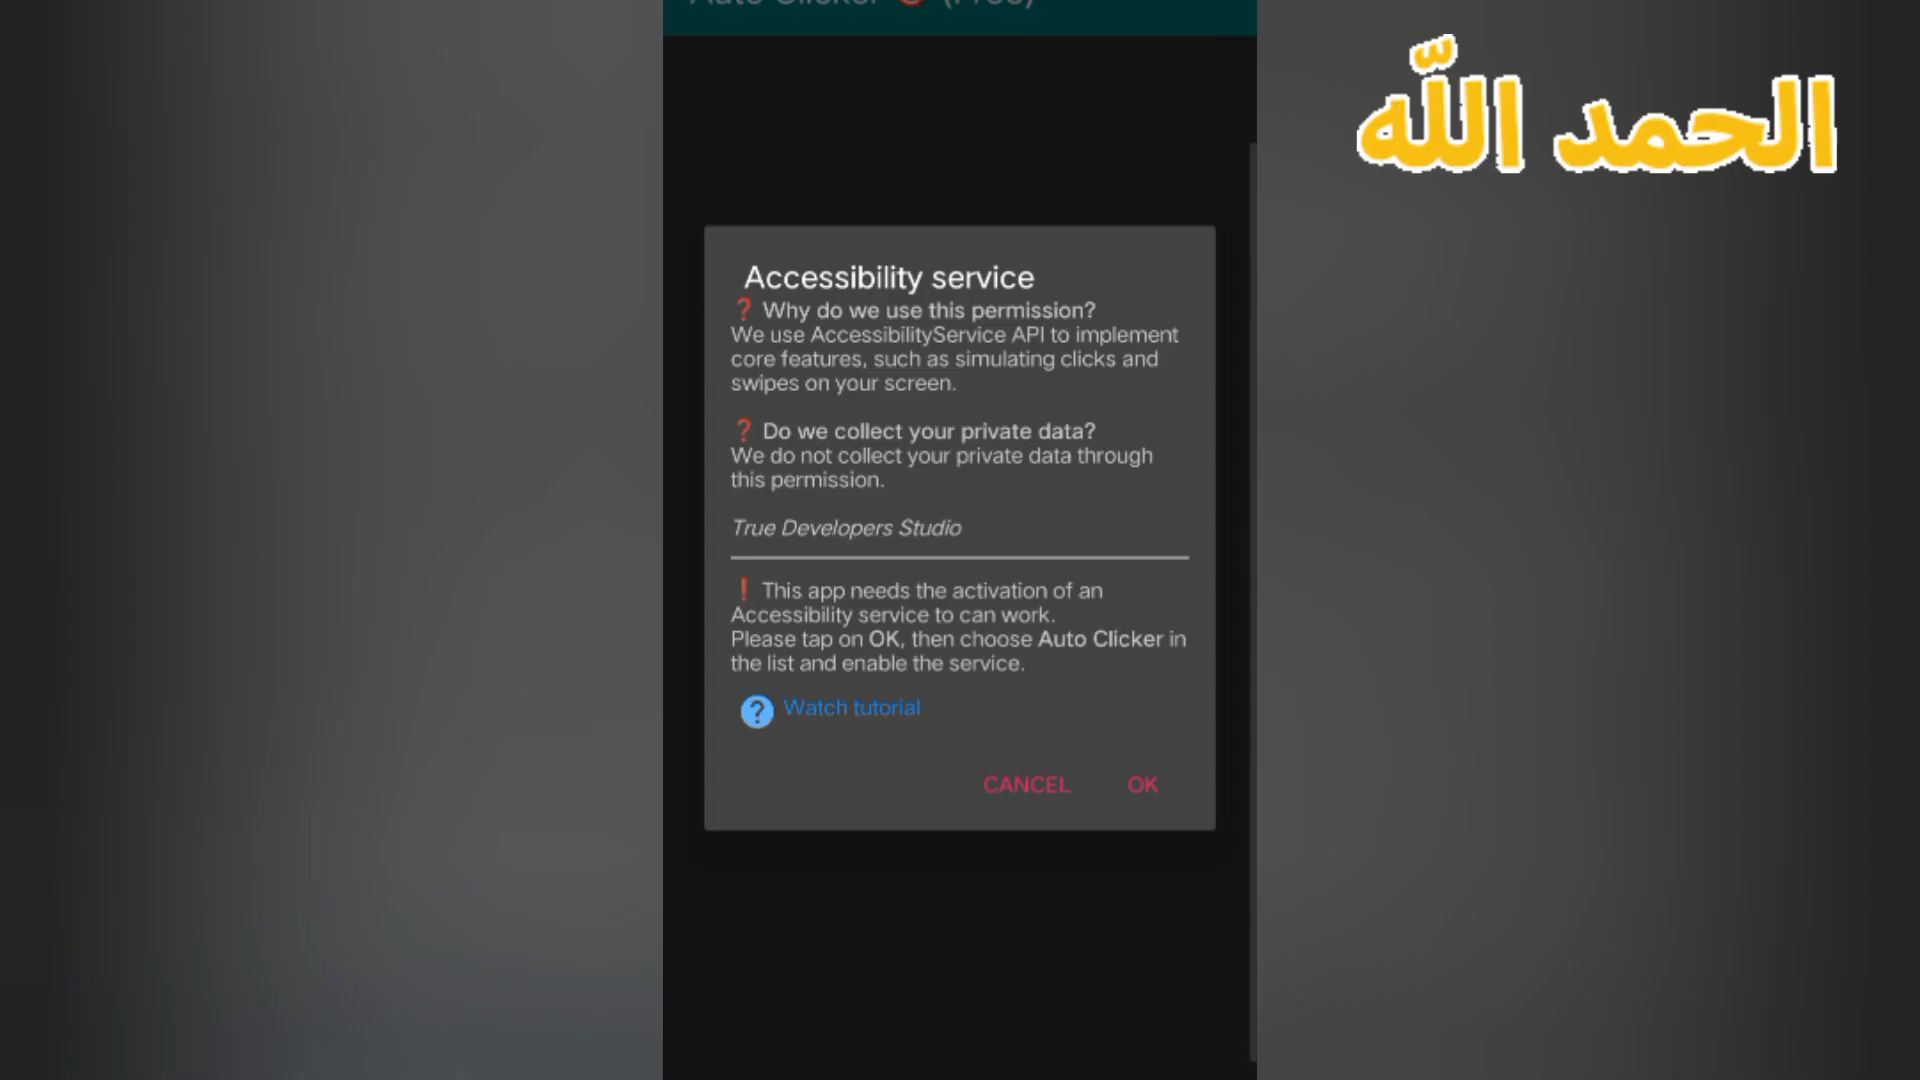 Auto Clicker (Free)
الحمد اللّٰه
Accessibility service
❓ Why do we use this permission?
We use AccessibilityService API to implement
core features, such as simulating clicks and
swipes on your screen.
❓ Do we collect your private data?
We do not collect your private data through
this permission.
True Developers Studio
❗ This app needs the activation of an
Accessibility service to can work.
Please tap on OK, then choose Auto Clicker in
the list and enable the service.
? Watch tutorial
CANCEL OK